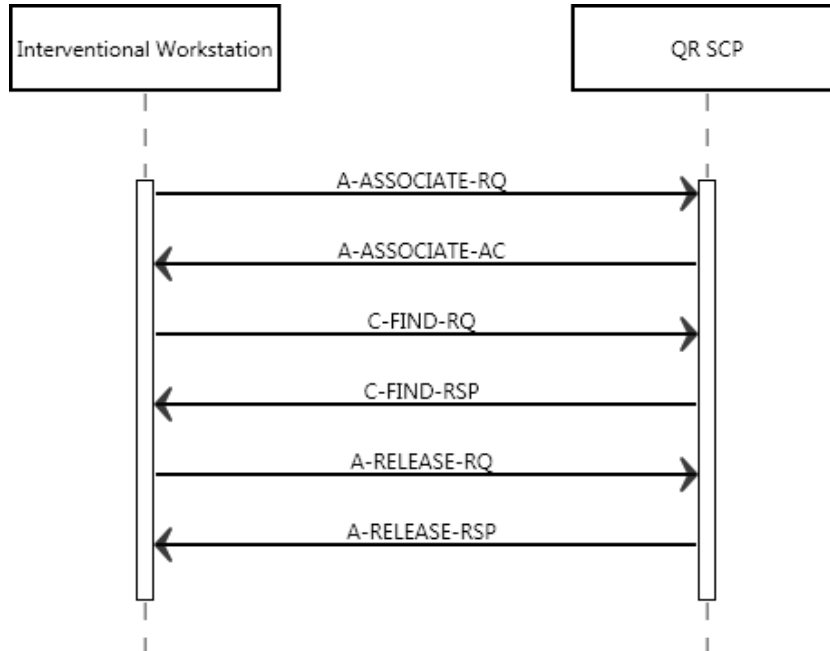 Interventional Workstation
QR SCP
A-ASSOCIATE-RQ
A-ASSOCIATE-AC
C-FIND-RQ
C-FIND-RSP
A-RELEASE-RQ
A-RELEASE-RSP